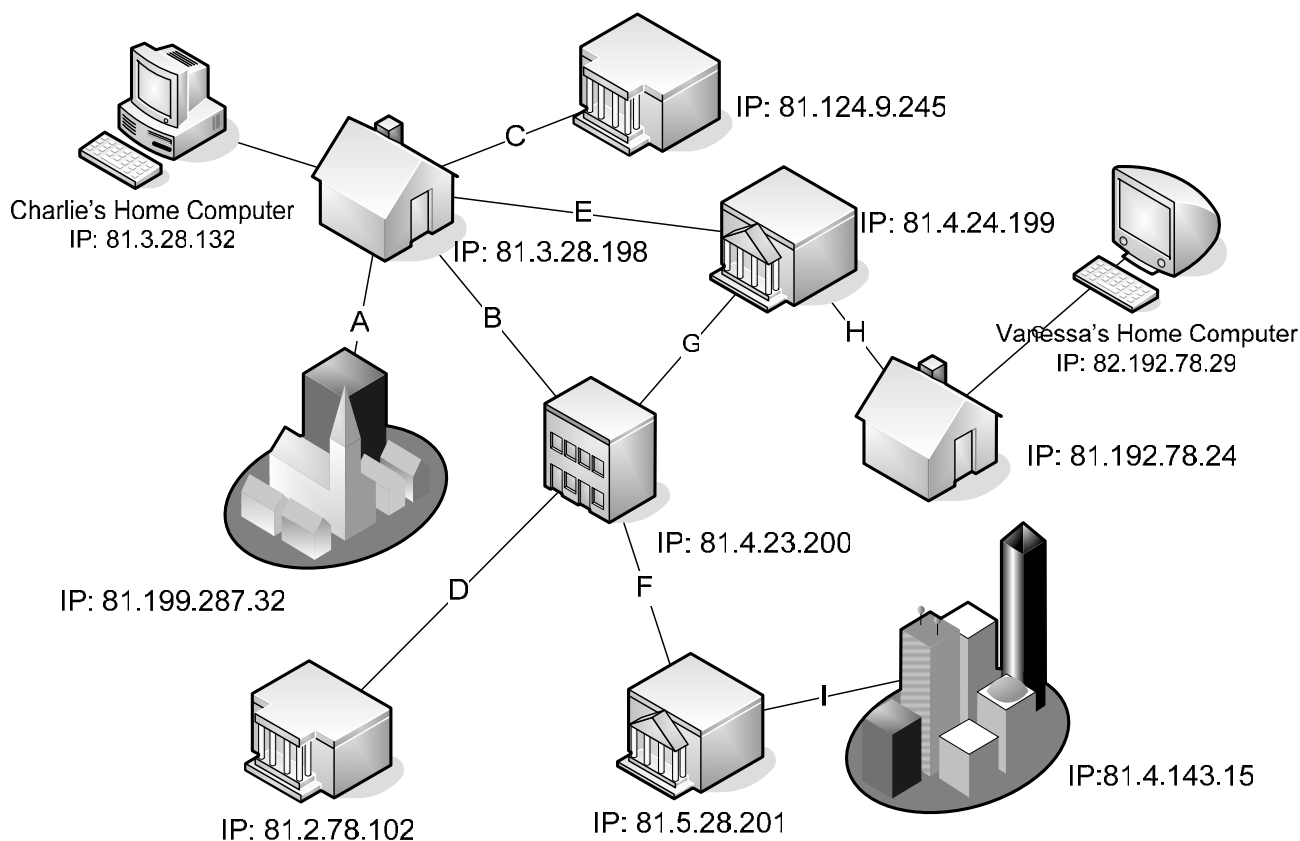 C
IP: 81.124.9.245
Charlie's Home Computer
IP: 81.3.28.132
E
IP: 81.4.24.199
IP: 81.3.28.198
A
B
G
H
Vanessa's Home Computer
IP: 82.192.78.29
IP: 81.192.78.24
IP: 81.4.23.200
D
F
IP: 81.199.287.32
I
IP:81.4.143.15
IP: 81.2.78.102
IP: 81.5.28.201